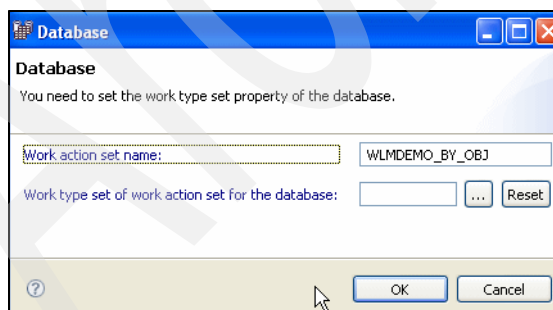 Database
Database
You need to set the work type set property of the database.
Work action set name: WLMDEMO_BY_OBJ
Work type set of work action set for the database: ... Reset
? OK Cancel